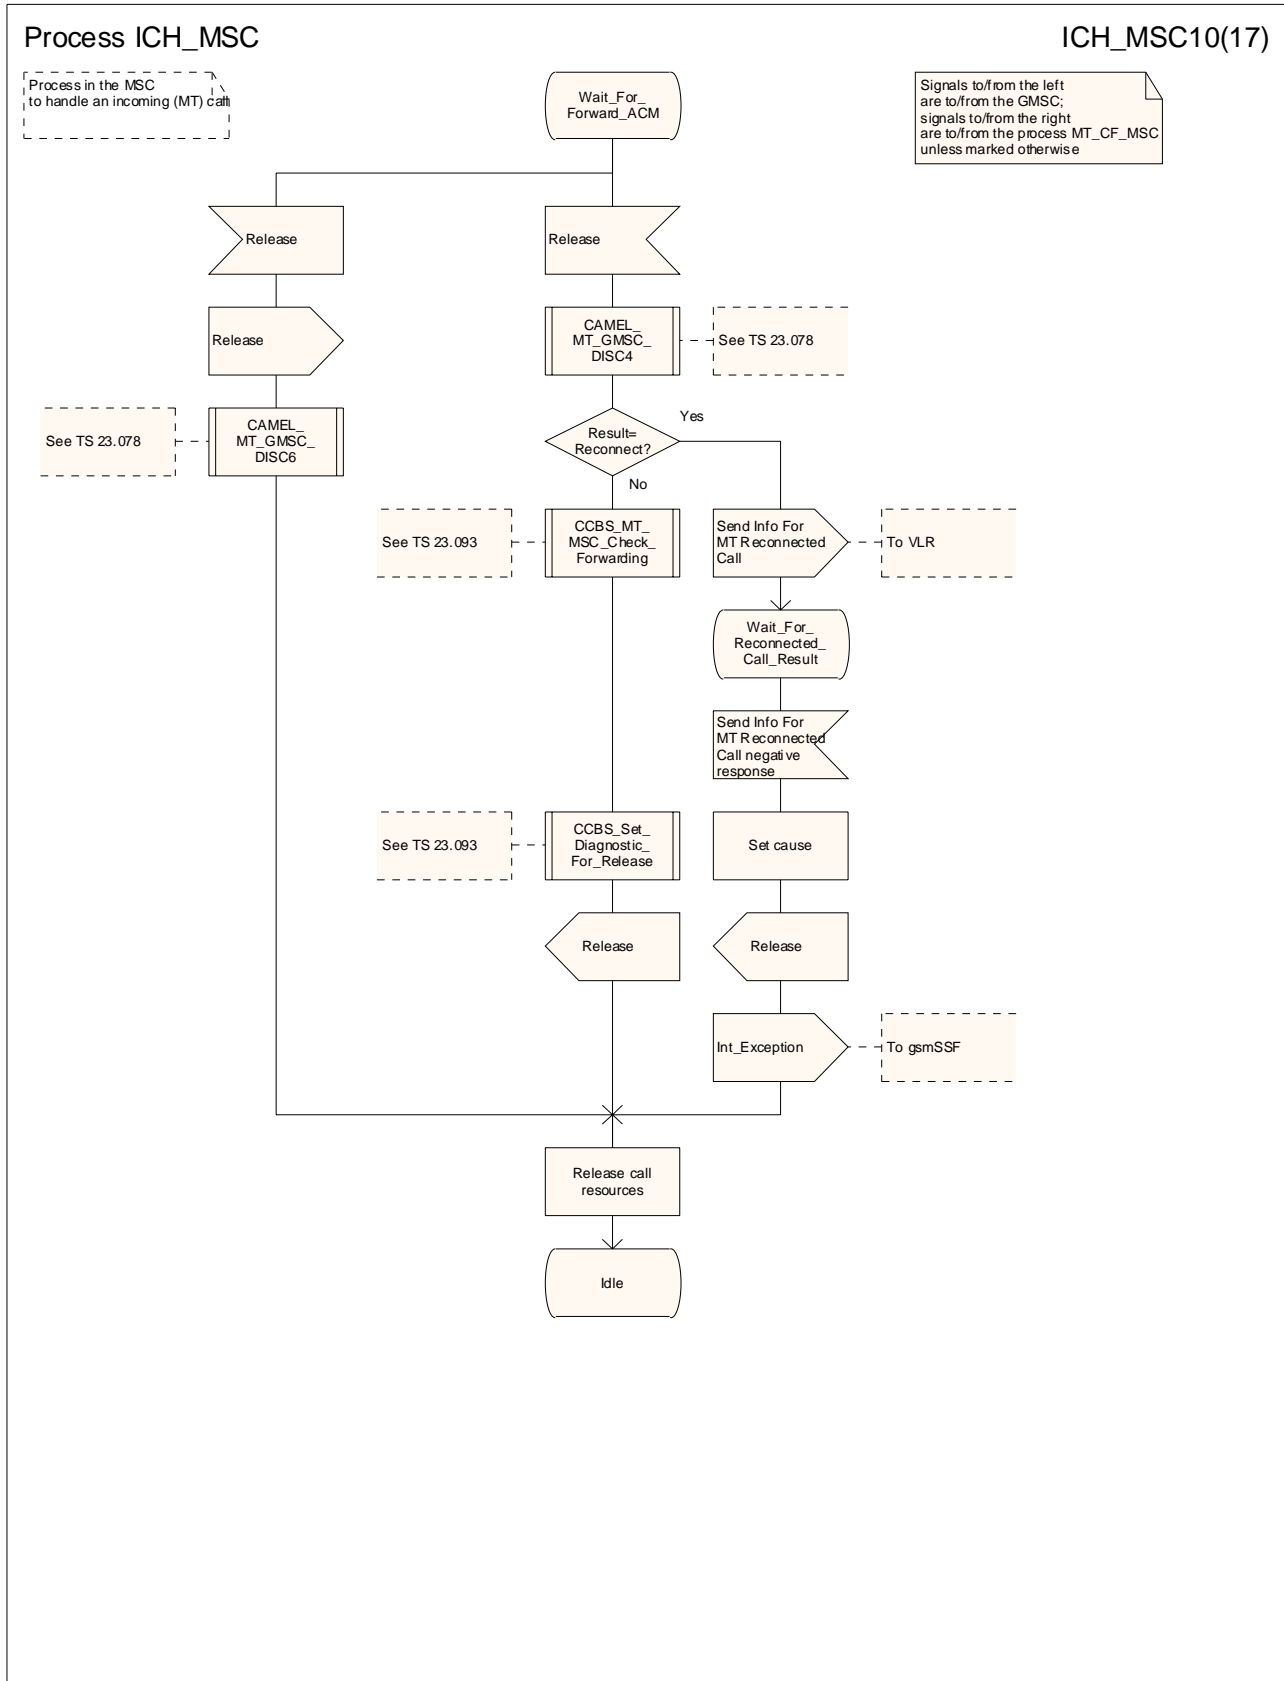 Process ICH_MSC
ICH_MSC10(17)
Process in the MSC
to handle an incoming (MT) call
Wait_For_
Forward_ACM
Signals to/from the left
are to/from the GMSC;
signals to/from the right
are to/from the process MT_CF_MSC
unless marked otherwise
Release
Release
Release
CAMEL_
MT_GMSC_
DISC4
See TS 23.078
See TS 23.078
CAMEL_
MT_GMSC_
DISC6
Result=
Reconnect?
Yes
No
See TS 23.093
CCBS_MT_
MSC_Check_
Forwarding
Send Info For
MT Reconnected
Call
To VLR
Wait_For_
Reconnected_
Call_Result
Send Info For
MT Reconnected
Call negative
response
See TS 23.093
CCBS_Set_
Diagnostic_
For_Release
Set cause
Release
Release
Int_Exception
To gsmSSF
Release call
resources
Idle